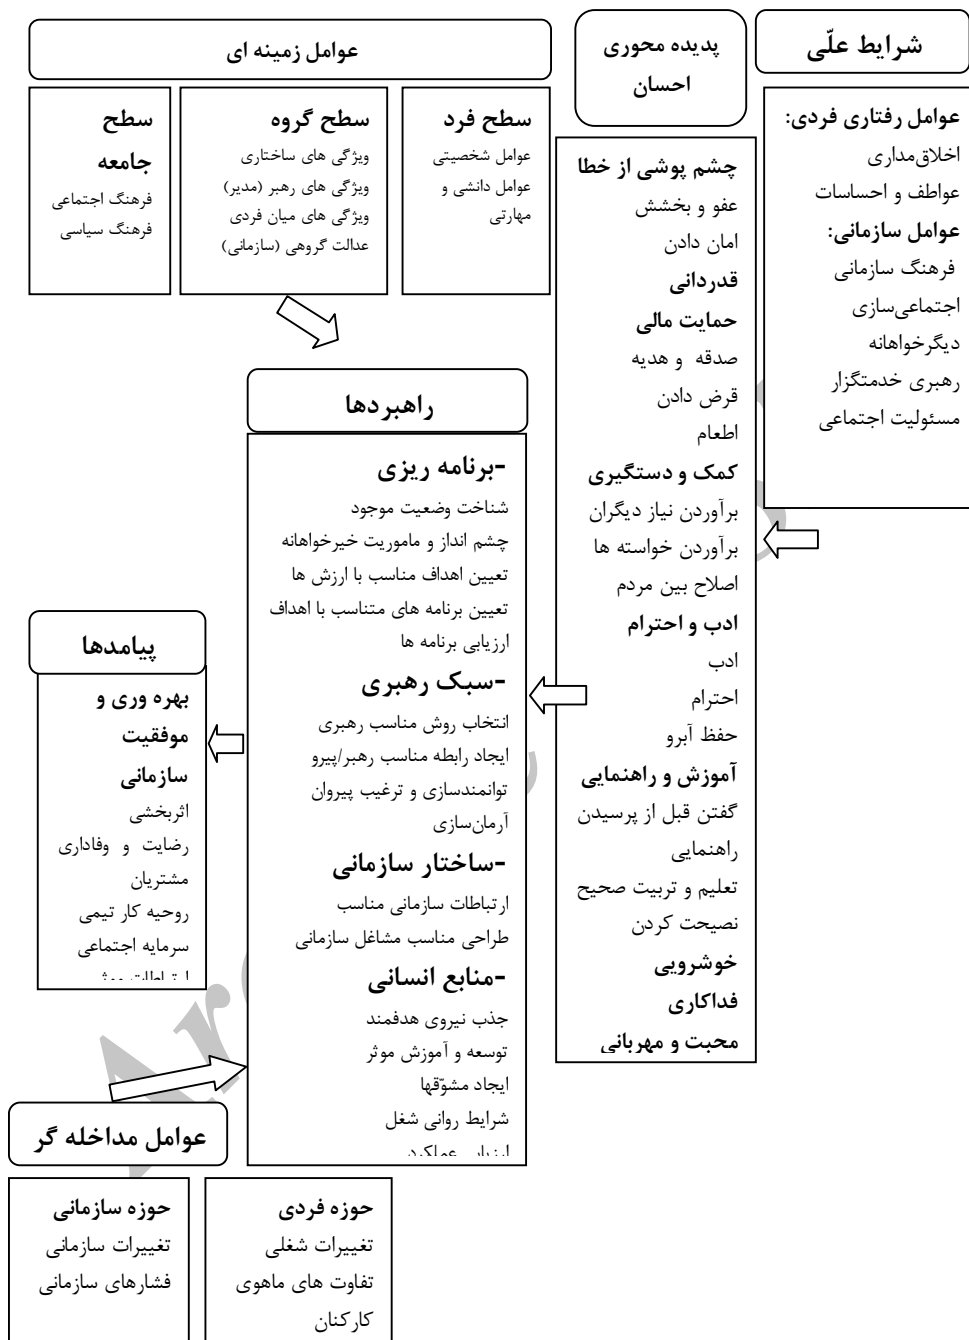 شرایط علّی
عوامل رفتاری فردی:
اخلاق‌مداری
عواطف و احساسات
عوامل سازمانی:
فرهنگ سازمانی
اجتماعی‌سازی
دیگرخواهانه
رهبری خدمتگزار
مسئولیت اجتماعی
پدیده محوری
احسان
چشم پوشی از خطا
عفو و بخشش
امان دادن
قدردانی
حمایت مالی
صدقه و هدیه
قرض دادن
اطعام
کمک و دستگیری
برآوردن نیاز دیگران
برآوردن خواسته ها
اصلاح بین مردم
ادب و احترام
ادب
احترام
حفظ آبرو
آموزش و راهنمایی
گفتن قبل از پرسیدن
راهنمایی
تعلیم و تربیت صحیح
نصیحت کردن
خوشرویی
فداکاری
محبت و مهربانی
عوامل زمینه ای
سطح فرد
عوامل شخصیتی
عوامل دانشی و
مهارتی
سطح گروه
ویژگی های ساختاری
ویژگی های رهبر (مدیر)
ویژگی های میان فردی
عدالت گروهی (سازمانی)
سطح
جامعه
فرهنگ اجتماعی
فرهنگ سیاسی
راهبردها
-برنامه ریزی
شناخت وضعیت موجود
چشم انداز و ماموریت خیرخواهانه
تعیین اهداف مناسب با ارزش ها
تعیین برنامه های متناسب با اهداف
ارزیابی برنامه ها
-سبک رهبری
انتخاب روش مناسب رهبری
ایجاد رابطه مناسب رهبر/پیرو
توانمندسازی و ترغیب پیروان
آرمان‌سازی
-ساختار سازمانی
ارتباطات سازمانی مناسب
طراحی مناسب مشاغل سازمانی
-منابع انسانی
جذب نیروی هدفمند
توسعه و آموزش موثر
ایجاد مشوّقها
شرایط روانی شغل
ارزیابی عملکرد
پیامدها
بهره وری و
موفقیت
سازمانی
اثربخشی
رضایت و وفاداری
مشتریان
روحیه کار تیمی
سرمایه اجتماعی
عوامل مداخله گر
حوزه فردی
تغییرات شغلی
تفاوت های ماهوی
کارکنان
حوزه سازمانی
تغییرات سازمانی
فشارهای سازمانی